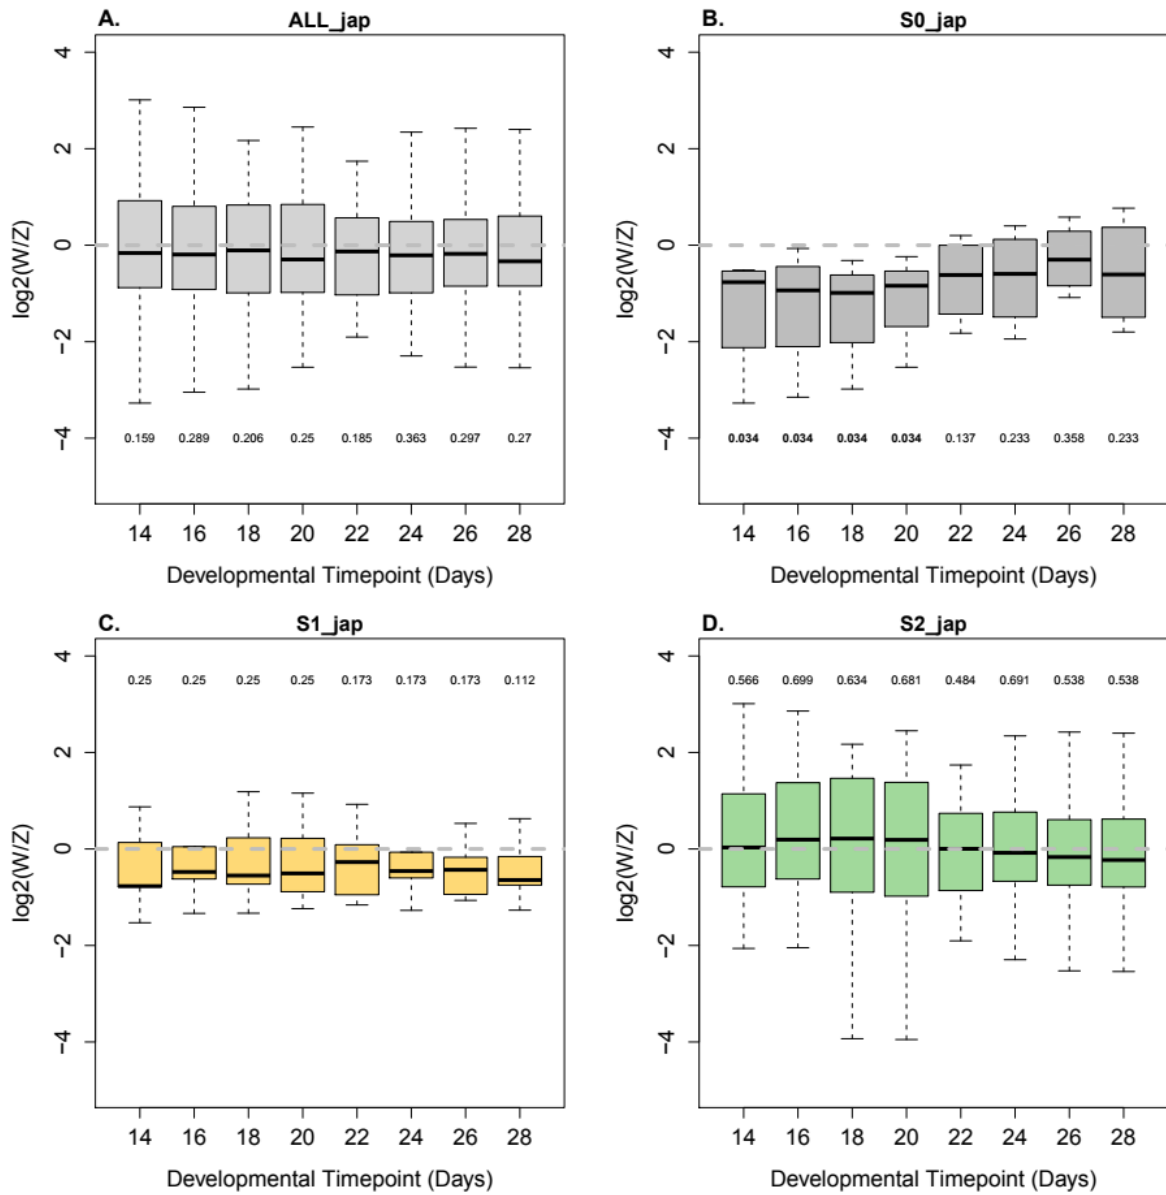 A. ALL_jap
4
2
0
−2
−4
log2(W/Z)
0.159 0.289 0.206 0.25 0.185 0.363 0.297 0.27
14 16 18 20 22 24 26 28
Developmental Timepoint (Days)
B. S0_jap
4
2
0
−2
−4
log2(W/Z)
0.034 0.034 0.034 0.034 0.137 0.233 0.358 0.233
14 16 18 20 22 24 26 28
Developmental Timepoint (Days)
C. S1_jap
0.25 0.25 0.25 0.25 0.173 0.173 0.173 0.112
4
2
0
−2
−4
log2(W/Z)
14 16 18 20 22 24 26 28
Developmental Timepoint (Days)
D. S2_jap
0.566 0.699 0.634 0.681 0.484 0.691 0.538 0.538
4
2
0
−2
−4
log2(W/Z)
14 16 18 20 22 24 26 28
Developmental Timepoint (Days)